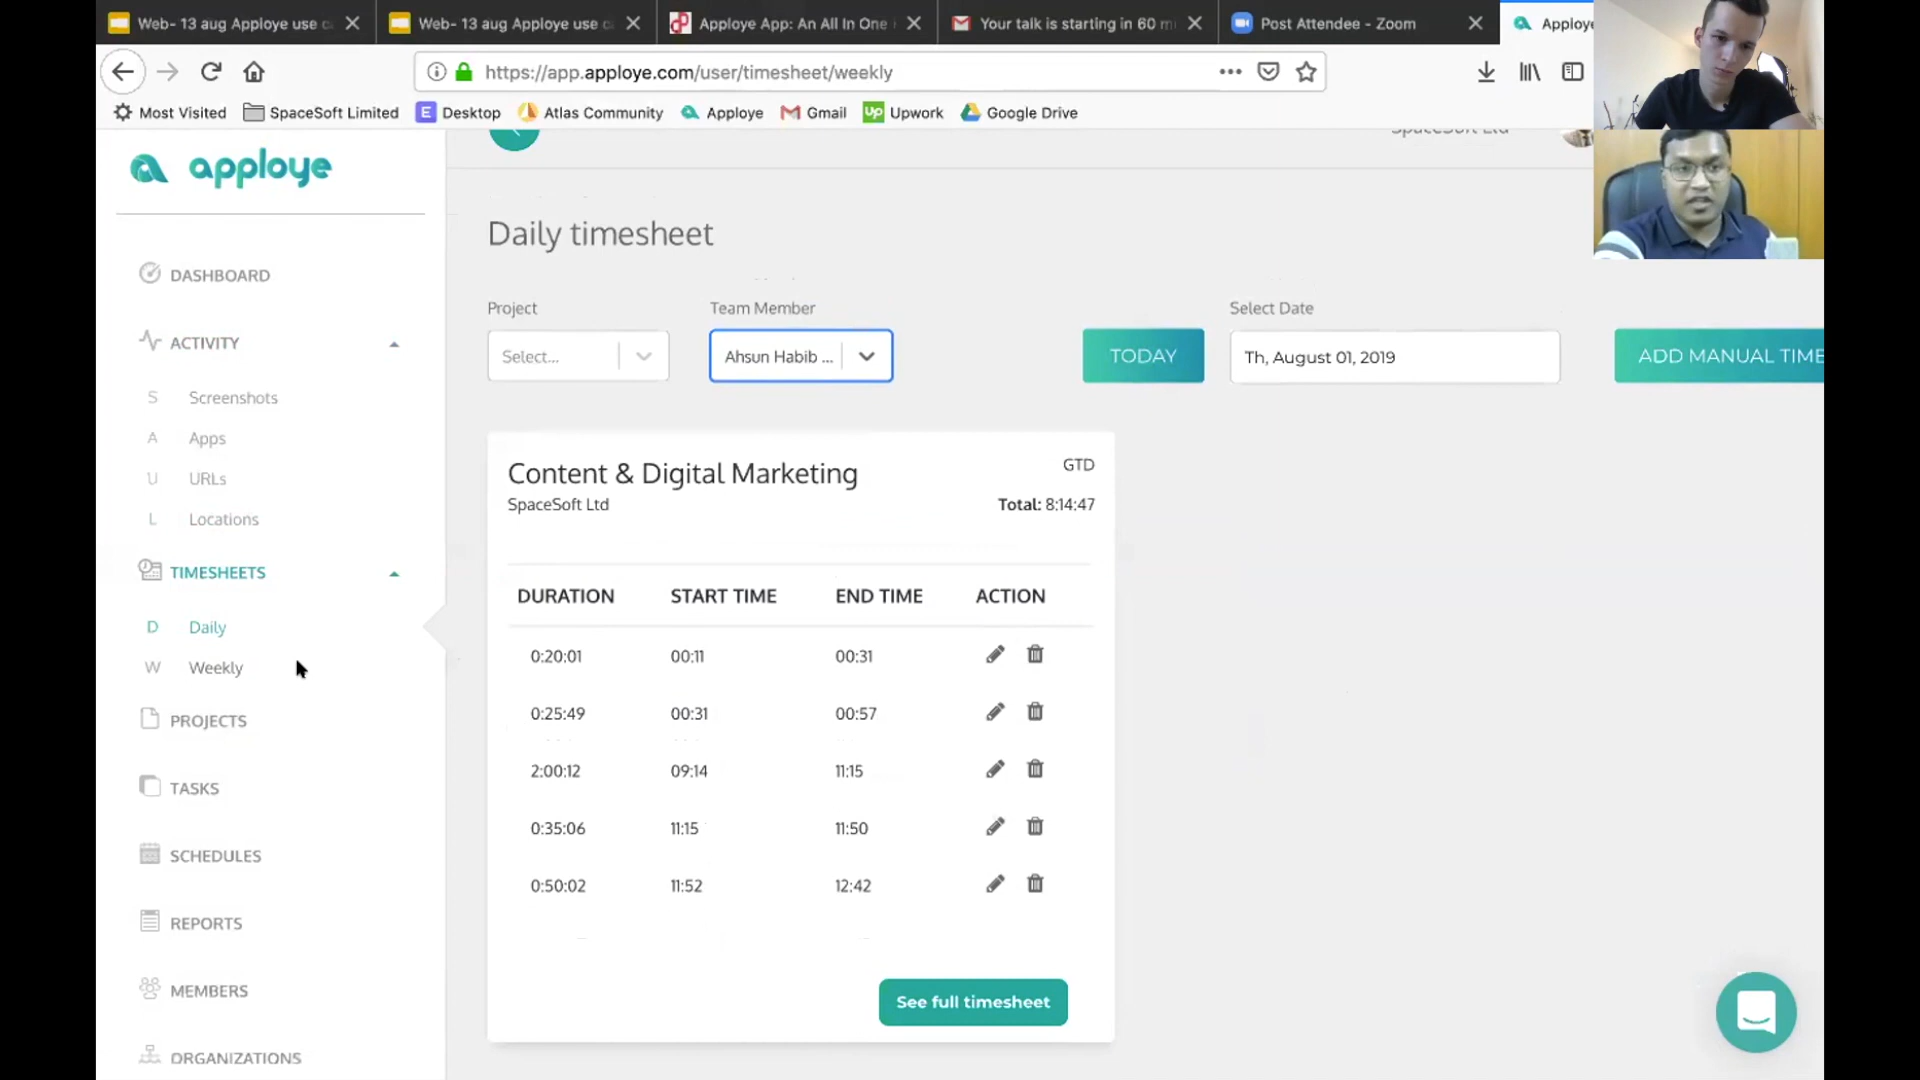 Web- 13 aug Apploye use c
Web- 13 aug Apploye use c
Apploye App: An All In One
Your talk is starting in 60 m
Post Attendee - Zoom
Apploye
https://app.apploye.com/user/timesheet/weekly
Most Visited
SpaceSoft Limited
Desktop
Atlas Community
Apploye
Gmail
Upwork
Google Drive
apploye
SpaceSoft Ltd
DASHBOARD
ACTIVITY
S Screenshots
A Apps
U URLs
L Locations
TIMESHEETS
D Daily
W Weekly
PROJECTS
TASKS
SCHEDULES
REPORTS
MEMBERS
ORGANIZATIONS
Daily timesheet
Project Team Member Select Date
Select... Ahsun Habib ... TODAY Th, August 01, 2019 ADD MANUAL TIME
Content & Digital Marketing GTD
SpaceSoft Ltd Total: 8:14:47
DURATION START TIME END TIME ACTION
0:20:01 00:11 00:31
0:25:49 00:31 00:57
2:00:12 09:14 11:15
0:35:06 11:15 11:50
0:50:02 11:52 12:42
See full timesheet